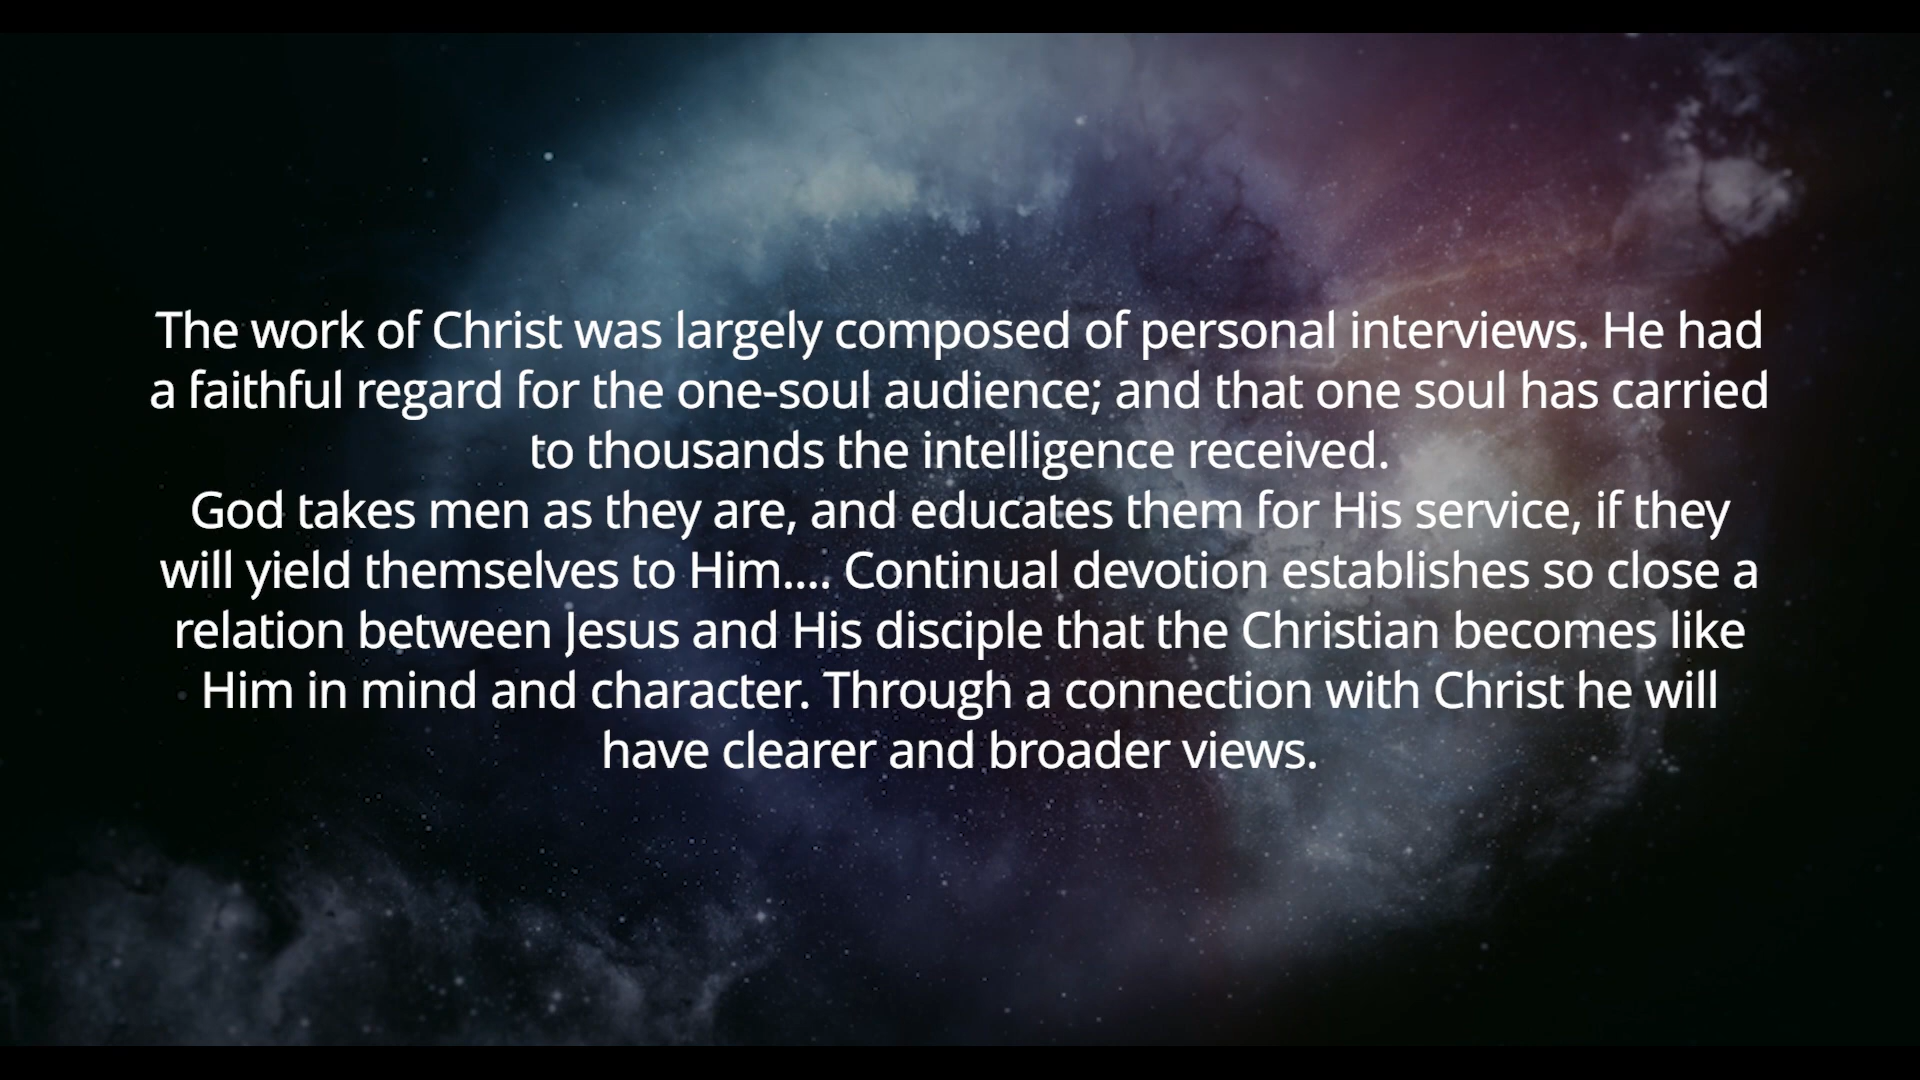 The work of Christ was largely composed of personal interviews. He had
a faithful regard for the one-soul audience; and that one soul has carried
to thousands the intelligence received.
God takes men as they are, and educates them for His service, if they
will yield themselves to Him.... Continual devotion establishes so close a
relation between Jesus and His disciple that the Christian becomes like
Him in mind and character. Through a connection with Christ he will
have clearer and broader views.